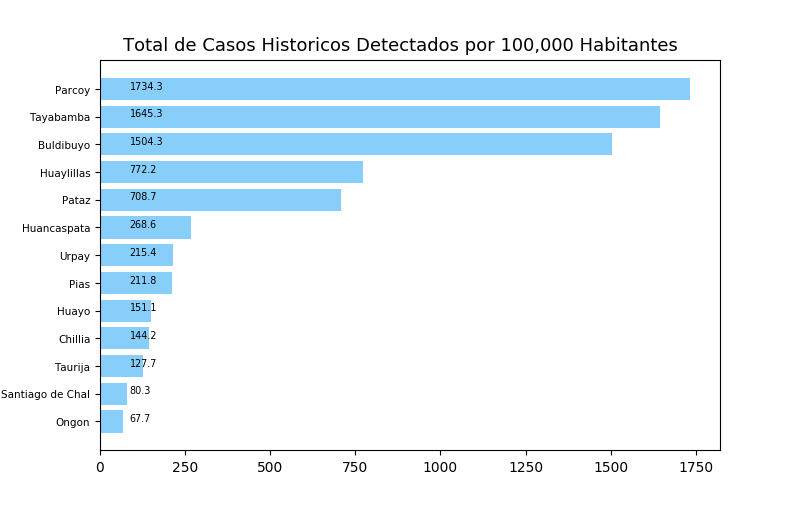 Total de Casos Historicos Detectados por 100,000 Habitantes
Parcoy 1734.3
Tayabamba 1645.3
Buldibuyo 1504.3
Huaylillas 772.2
Pataz 708.7
Huancaspata 268.6
Urpay 215.4
Pias 211.8
Huayo 151.1
Chillia 144.2
Taurija 127.7
Santiago de Chal 80.3
Ongon 67.7
0 250 500 750 1000 1250 1500 1750